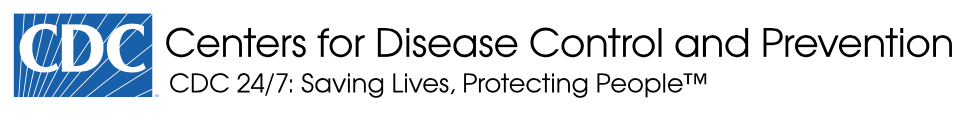 CDC Centers for Disease Control and Prevention
CDC 24/7: Saving Lives, Protecting People™